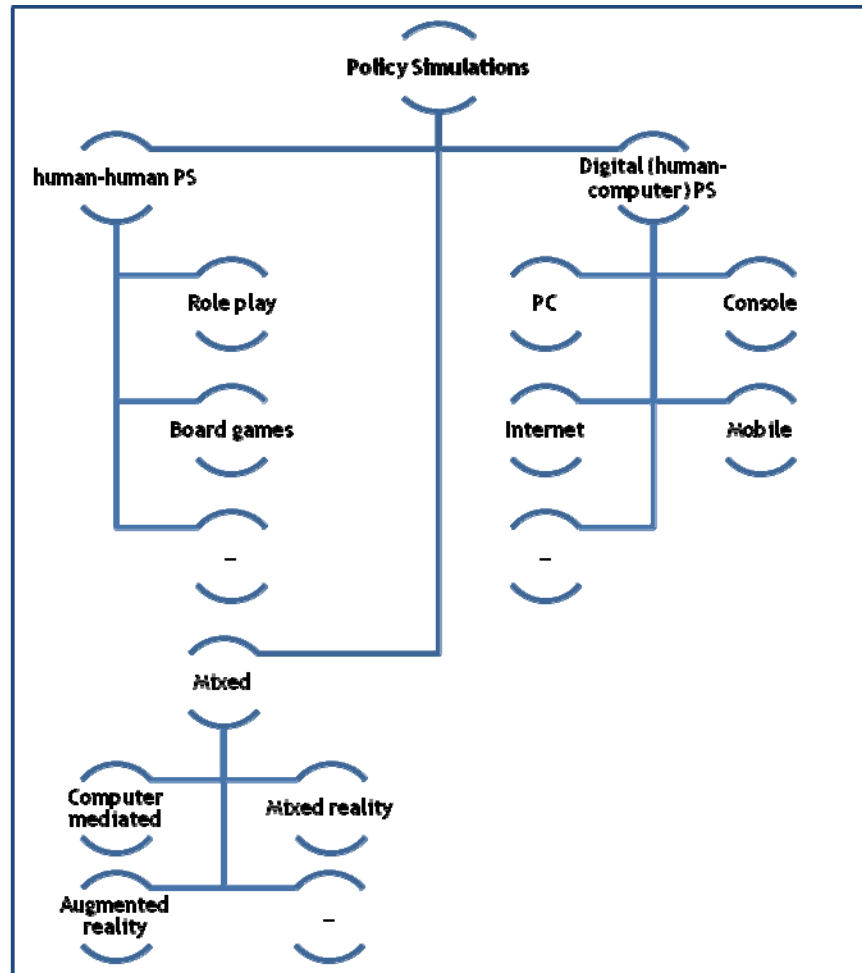 Policy Simulations
human-human PS
Digital (human-
computer) PS
Role play
PC
Console
Board games
Internet
Mobile
–
–
Mixed
Computer
mediated
Mixed reality
Augmented
reality
–